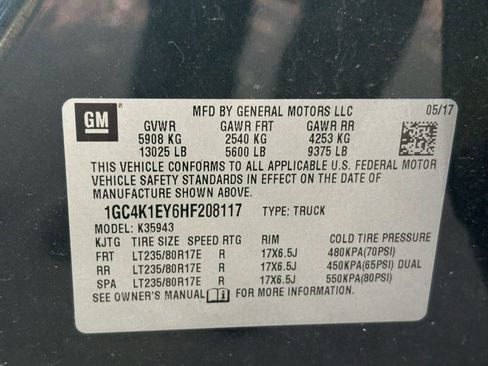 GM
MFD BY GENERAL MOTORS LLC 05/17
GVWR GAWR FRT GAWR RR
5908 KG 2540 KG 4253 KG
13025 LB 5600 LB 9375 LB
THIS VEHICLE CONFORMS TO ALL APPLICABLE U.S. FEDERAL MOTOR
VEHICLE SAFETY STANDARDS IN EFFECT ON THE DATE OF
MANUFACTURE SHOWN ABOVE.
1GC4K1EY6HF208117 TYPE: TRUCK
MODEL: K35943
KJTG TIRE SIZE SPEED RTG RIM COLD TIRE PRESSURE
FRT LT235/80R17E R 17X6.5J 480KPA(70PSI)
RR LT235/80R17E R 17X6.5J 450KPA(65PSI) DUAL
SPA LT235/80R17E R 17X6.5J 550KPA(80PSI)
SEE OWNER'S MANUAL FOR MORE INFORMATION.